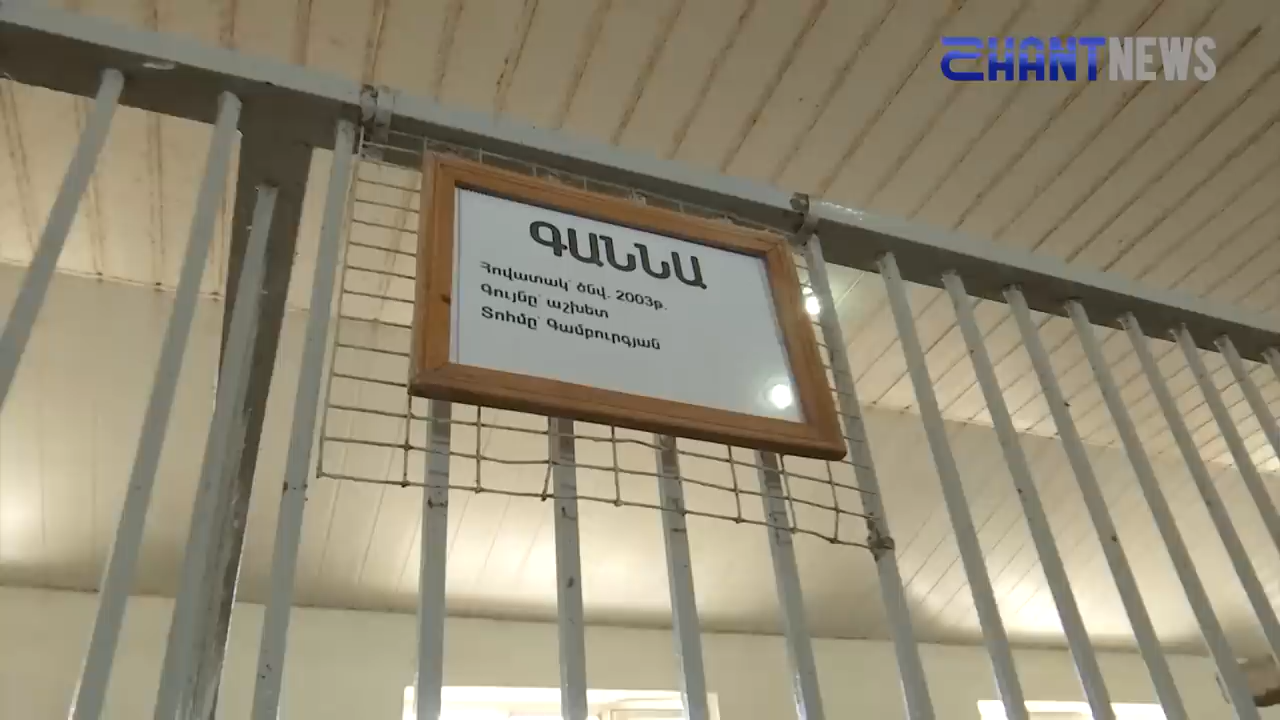 SHANTNEWS
ԳԱՆՆԱ
Հովատակ՝ ծնվ. 2003թ.
Գույնը՝ աշխետ
Տոհմը՝ Գամբուրգյան